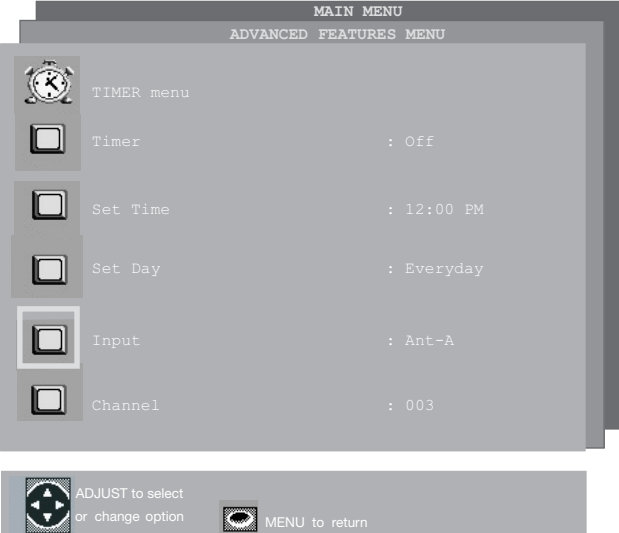 MAIN MENU
ADVANCED FEATURES MENU
TIMER menu
Timer : Off
Set Time : 12:00 PM
Set Day : Everyday
Input : Ant-A
Channel : 003
ADJUST to select
or change option
MENU to return